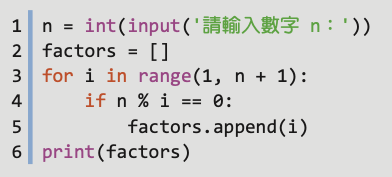 1 n = int(input('請輸入數字 n：'))
2 factors = []
3 for i in range(1, n + 1):
4     if n % i == 0:
5         factors.append(i)
6 print(factors)